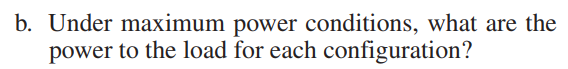 b. Under maximum power conditions, what are the
power to the load for each configuration?